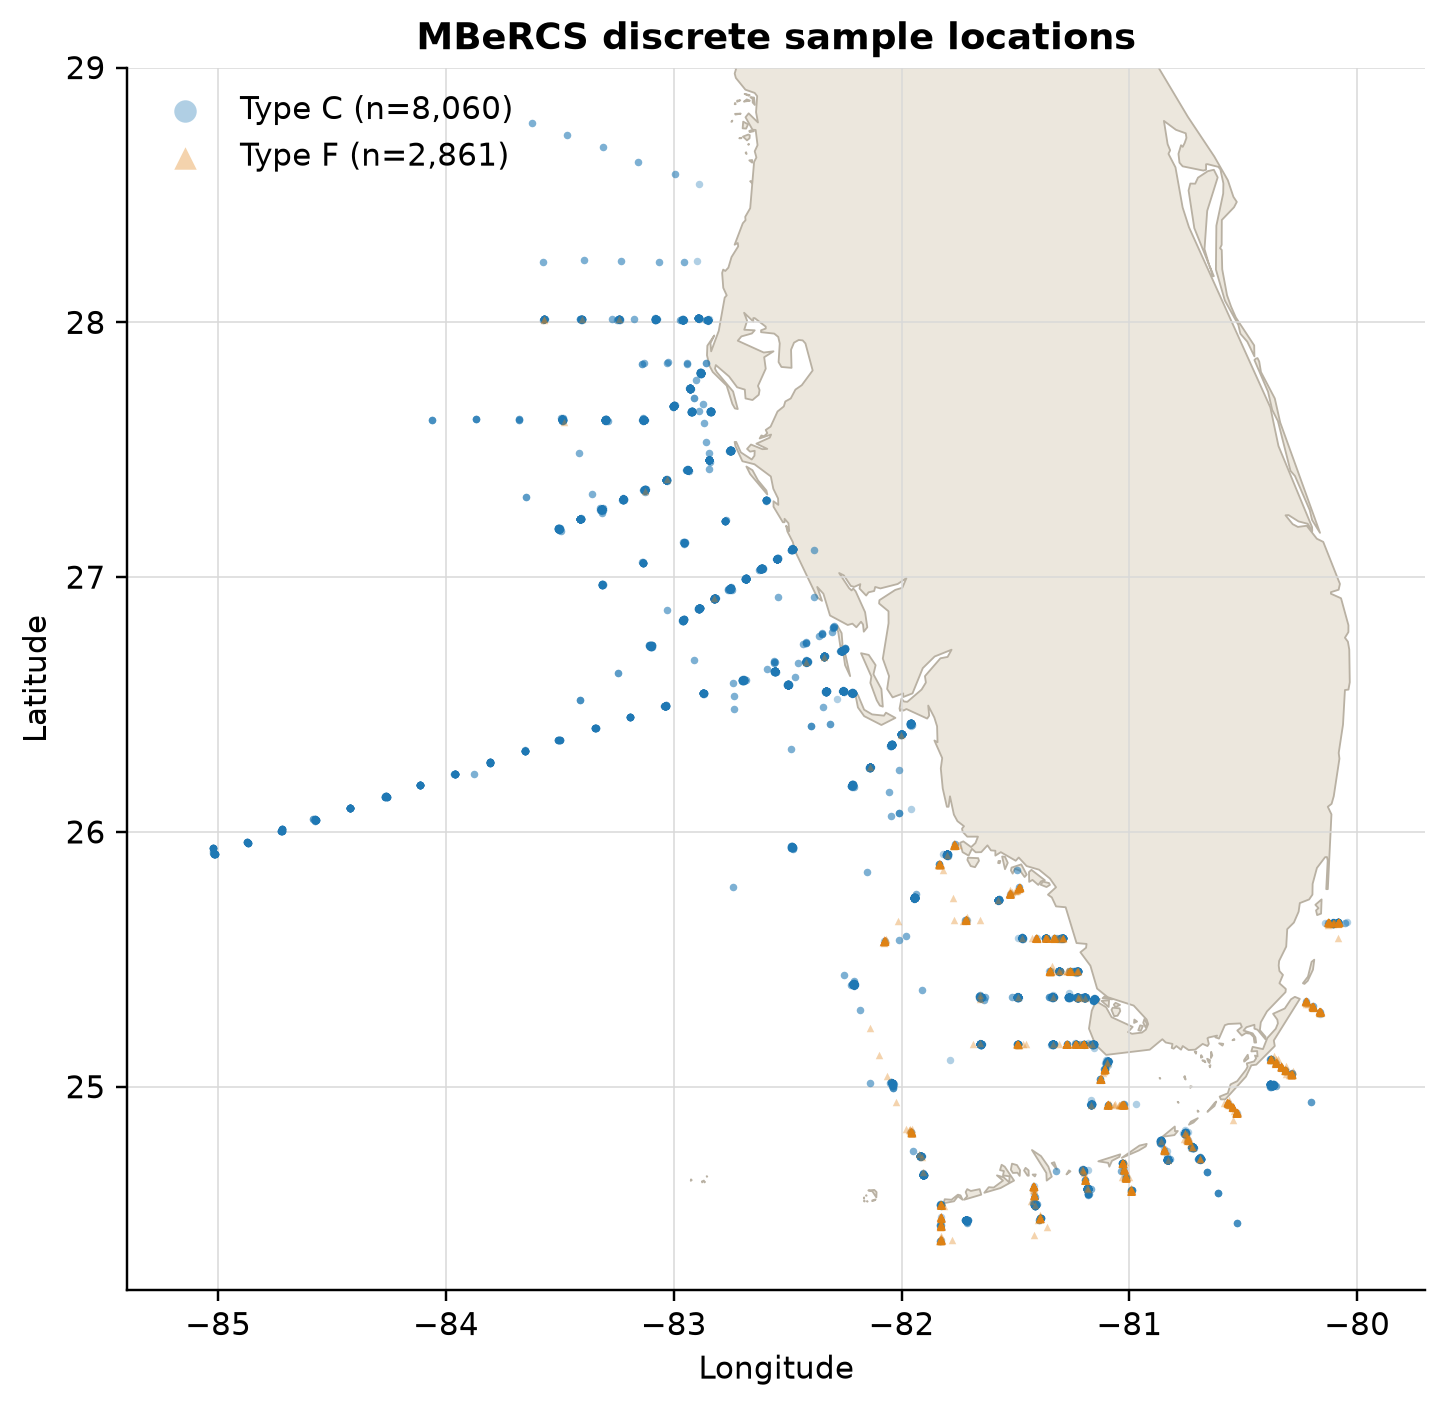 MBeRCS discrete sample locations
29
Type C (n=8,060)
Type F (n=2,861)
28
27
Latitude
26
25
−85
−84
−83
−82
−81
−80
Longitude